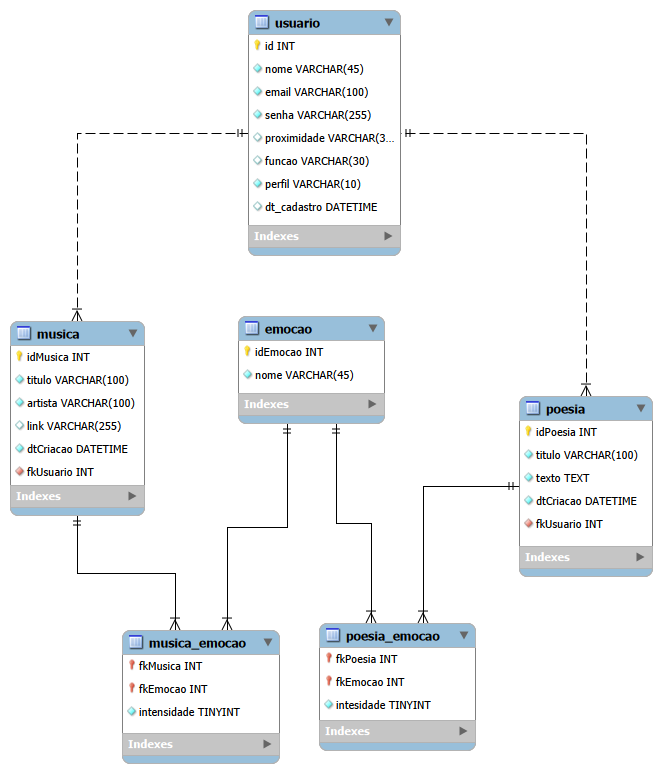 usuario
id INT
nome VARCHAR(45)
email VARCHAR(100)
senha VARCHAR(255)
proximidade VARCHAR(3...
funcao VARCHAR(30)
perfil VARCHAR(10)
dt_cadastro DATETIME
Indexes
musica
idMusica INT
titulo VARCHAR(100)
artista VARCHAR(100)
link VARCHAR(255)
dtCriacao DATETIME
fkUsuario INT
Indexes
emocao
idEmocao INT
nome VARCHAR(45)
Indexes
poesia
idPoesia INT
titulo VARCHAR(100)
texto TEXT
dtCriacao DATETIME
fkUsuario INT
Indexes
musica_emocao
fkMusica INT
fkEmocao INT
intensidade TINYINT
Indexes
poesia_emocao
fkPoesia INT
fkEmocao INT
intesidade TINYINT
Indexes